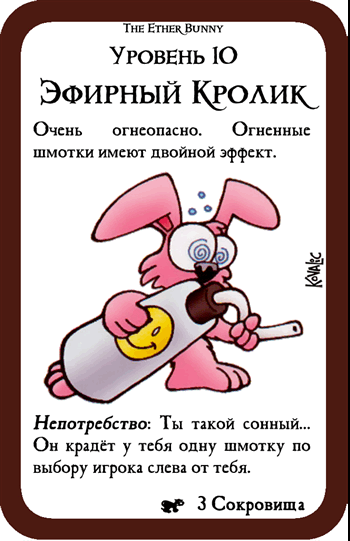 The Ether Bunny
Уровень 10
Эфирный Кролик
Очень огнеопасно. Огненные
шмотки имеют двойной эффект.
Kovalic
Непотребство: Ты такой сонный...
Он крадёт у тебя одну шмотку по
выбору игрока слева от тебя.
3 Сокровища